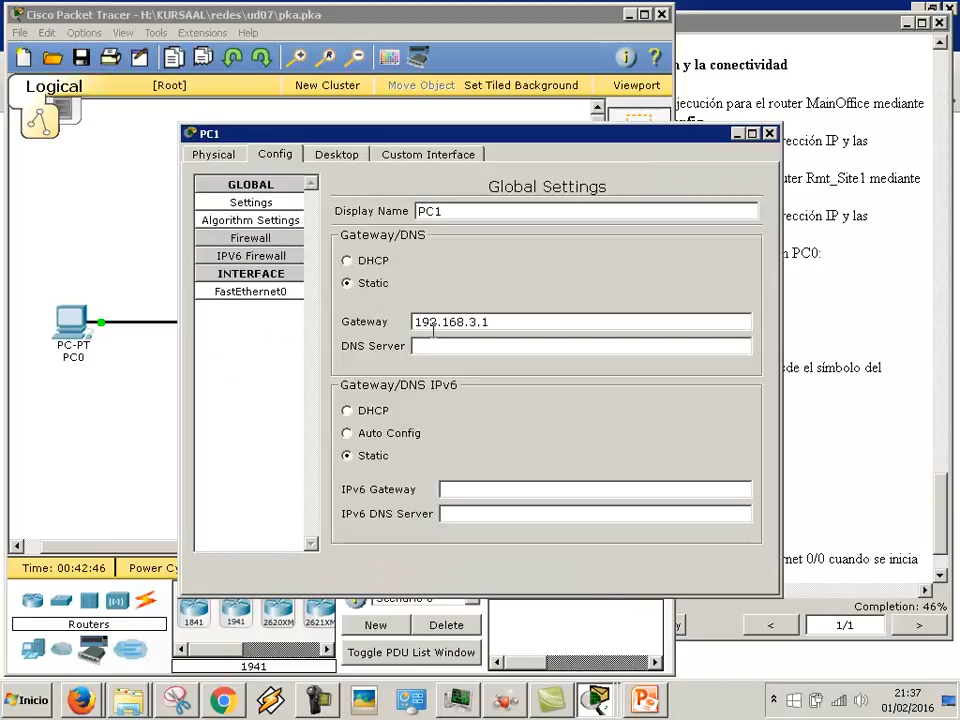 Cisco Packet Tracer - H:\KURSAAL\redes\ud07\pka.pka
File Edit Options View Tools Extensions Help
Logical [Root] New Cluster Move Object Set Tiled Background Viewport
n y la conectividad
ejecución para el router MainOffice mediante
rección IP y las
uter Rmt_Site1 mediante
rección IP y las
n PC0:
sde el símbolo del
net 0/0 cuando se inicia
Completion: 46%
< 1/1 >
PC1
Physical Config Desktop Custom Interface
GLOBAL
Settings
Algorithm Settings
Firewall
IPV6 Firewall
INTERFACE
FastEthernet0
Global Settings
Display Name PC1
Gateway/DNS
DHCP
Static
Gateway 192.168.3.1
DNS Server
Gateway/DNS IPv6
DHCP
Auto Config
Static
IPv6 Gateway
IPv6 DNS Server
PC-PT
PC0
Time: 00:42:46 Power Cy
Routers
1841 1941 2620XM 2621XM
1941
New Delete
Toggle PDU List Window
Inicio
21:37
01/02/2016